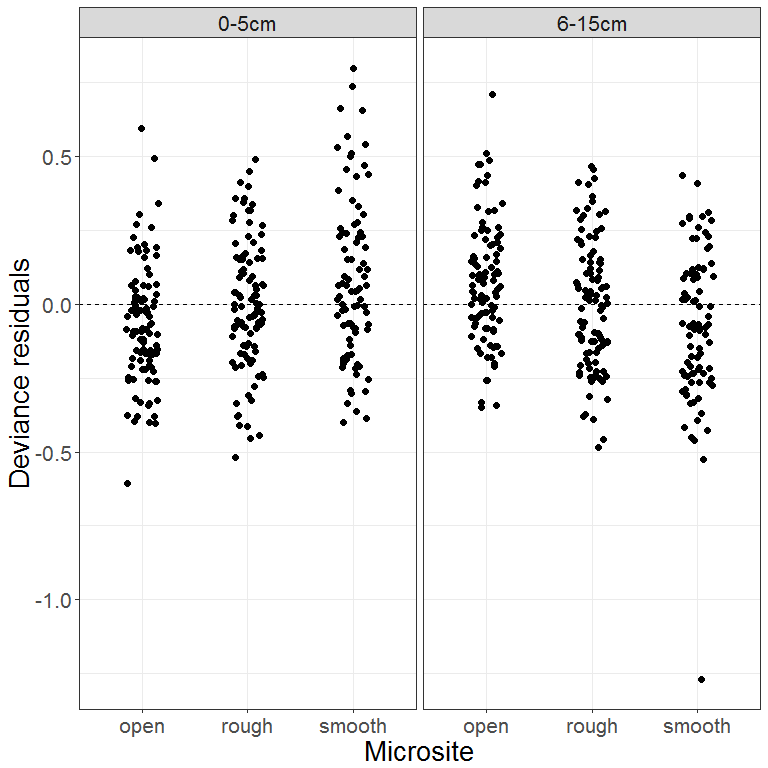 0-5cm
6-15cm
Deviance residuals
0.5
0.0
-0.5
-1.0
open
rough
smooth
open
rough
smooth
Microsite